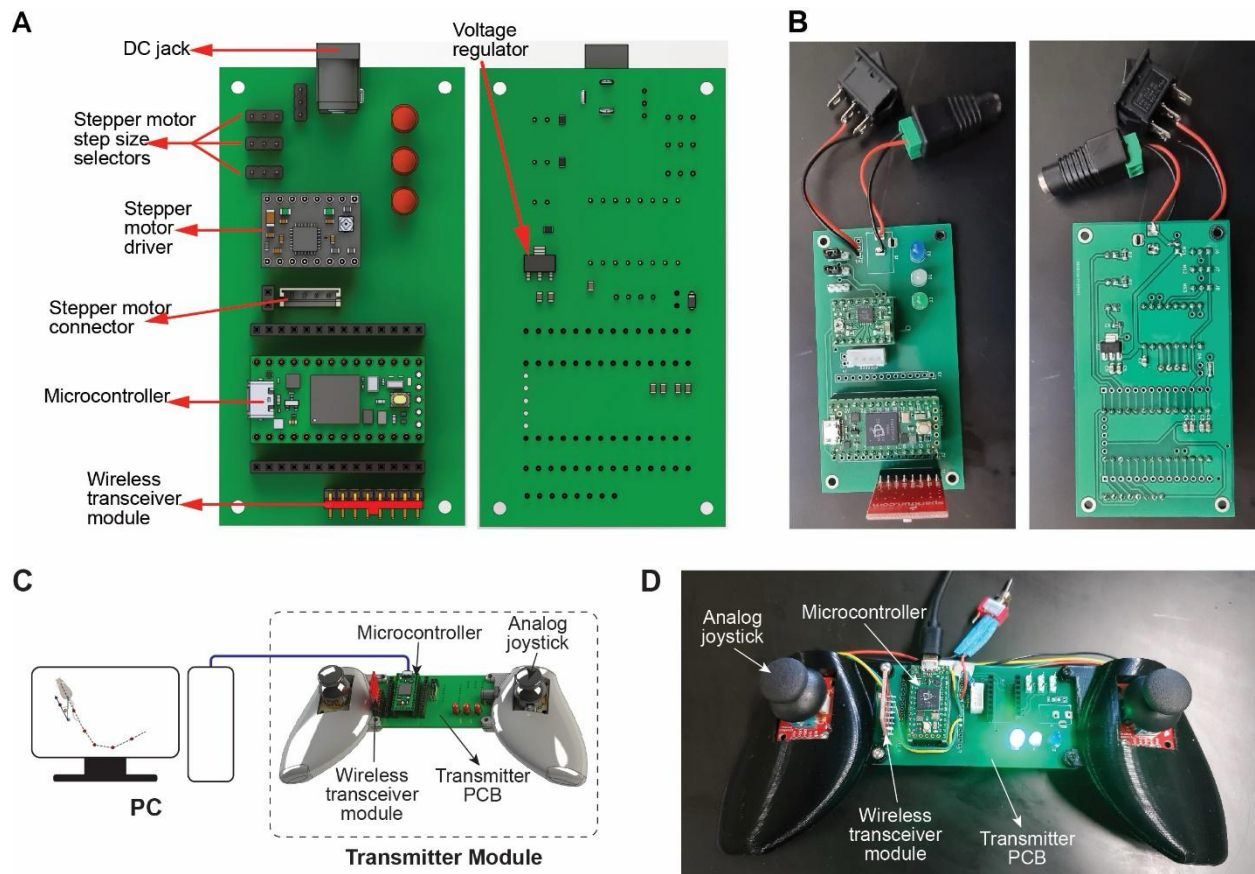 A
DC jack
Stepper motor
step size
selectors
Stepper
motor
driver
Stepper motor
connector
Microcontroller
Wireless
transceiver
module
Voltage
regulator
B
sparkfun.com
C
PC
Microcontroller
Analog
joystick
Wireless
transceiver
module
Transmitter
PCB
Transmitter Module
D
Analog
joystick
Microcontroller
Wireless
transceiver
module
Transmitter
PCB